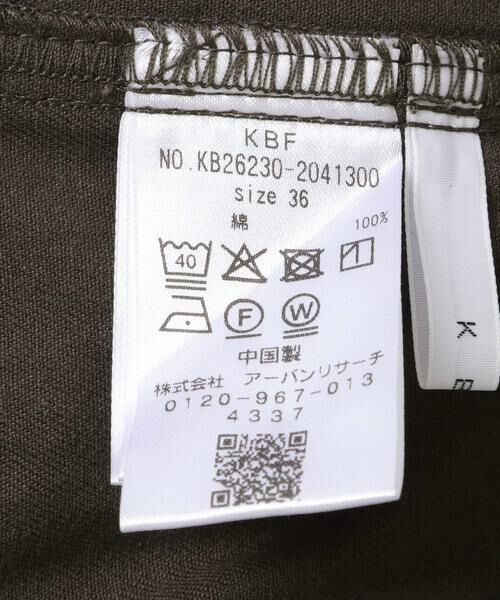 KBF
NO.KB26230-2041300
size 36
綿 100%
40
F W
中国製
株式会社 アーバンリサーチ
0120-967-013
4337
K B